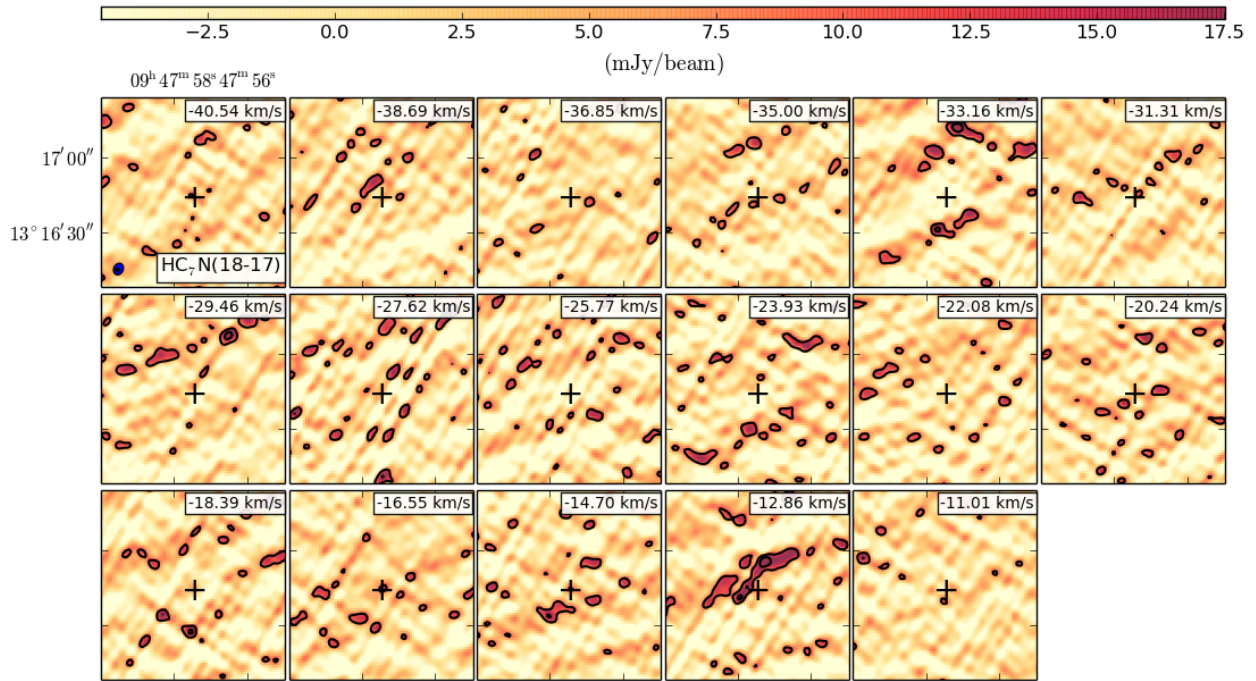 −2.5 0.0 2.5 5.0 7.5 10.0 12.5 15.0 17.5
(mJy/beam)
09ʰ 47ᵐ 58ˢ 47ᵐ 56ˢ
-40.54 km/s -38.69 km/s -36.85 km/s -35.00 km/s -33.16 km/s -31.31 km/s
17′ 00″
13° 16′ 30″
HC₇N(18-17)
-29.46 km/s -27.62 km/s -25.77 km/s -23.93 km/s -22.08 km/s -20.24 km/s
-18.39 km/s -16.55 km/s -14.70 km/s -12.86 km/s -11.01 km/s